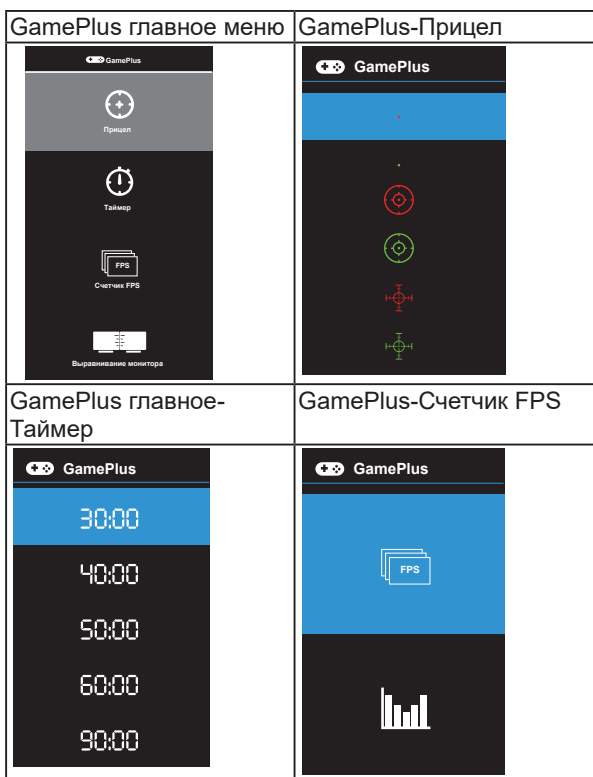 GamePlus главное меню
GamePlus
Прицел
Таймер
FPS
Счетчик FPS
Выравнивание монитора
GamePlus-Прицел
GamePlus
GamePlus главное-
Таймер
GamePlus
30:00
40:00
50:00
60:00
90:00
GamePlus-Счетчик FPS
GamePlus
FPS